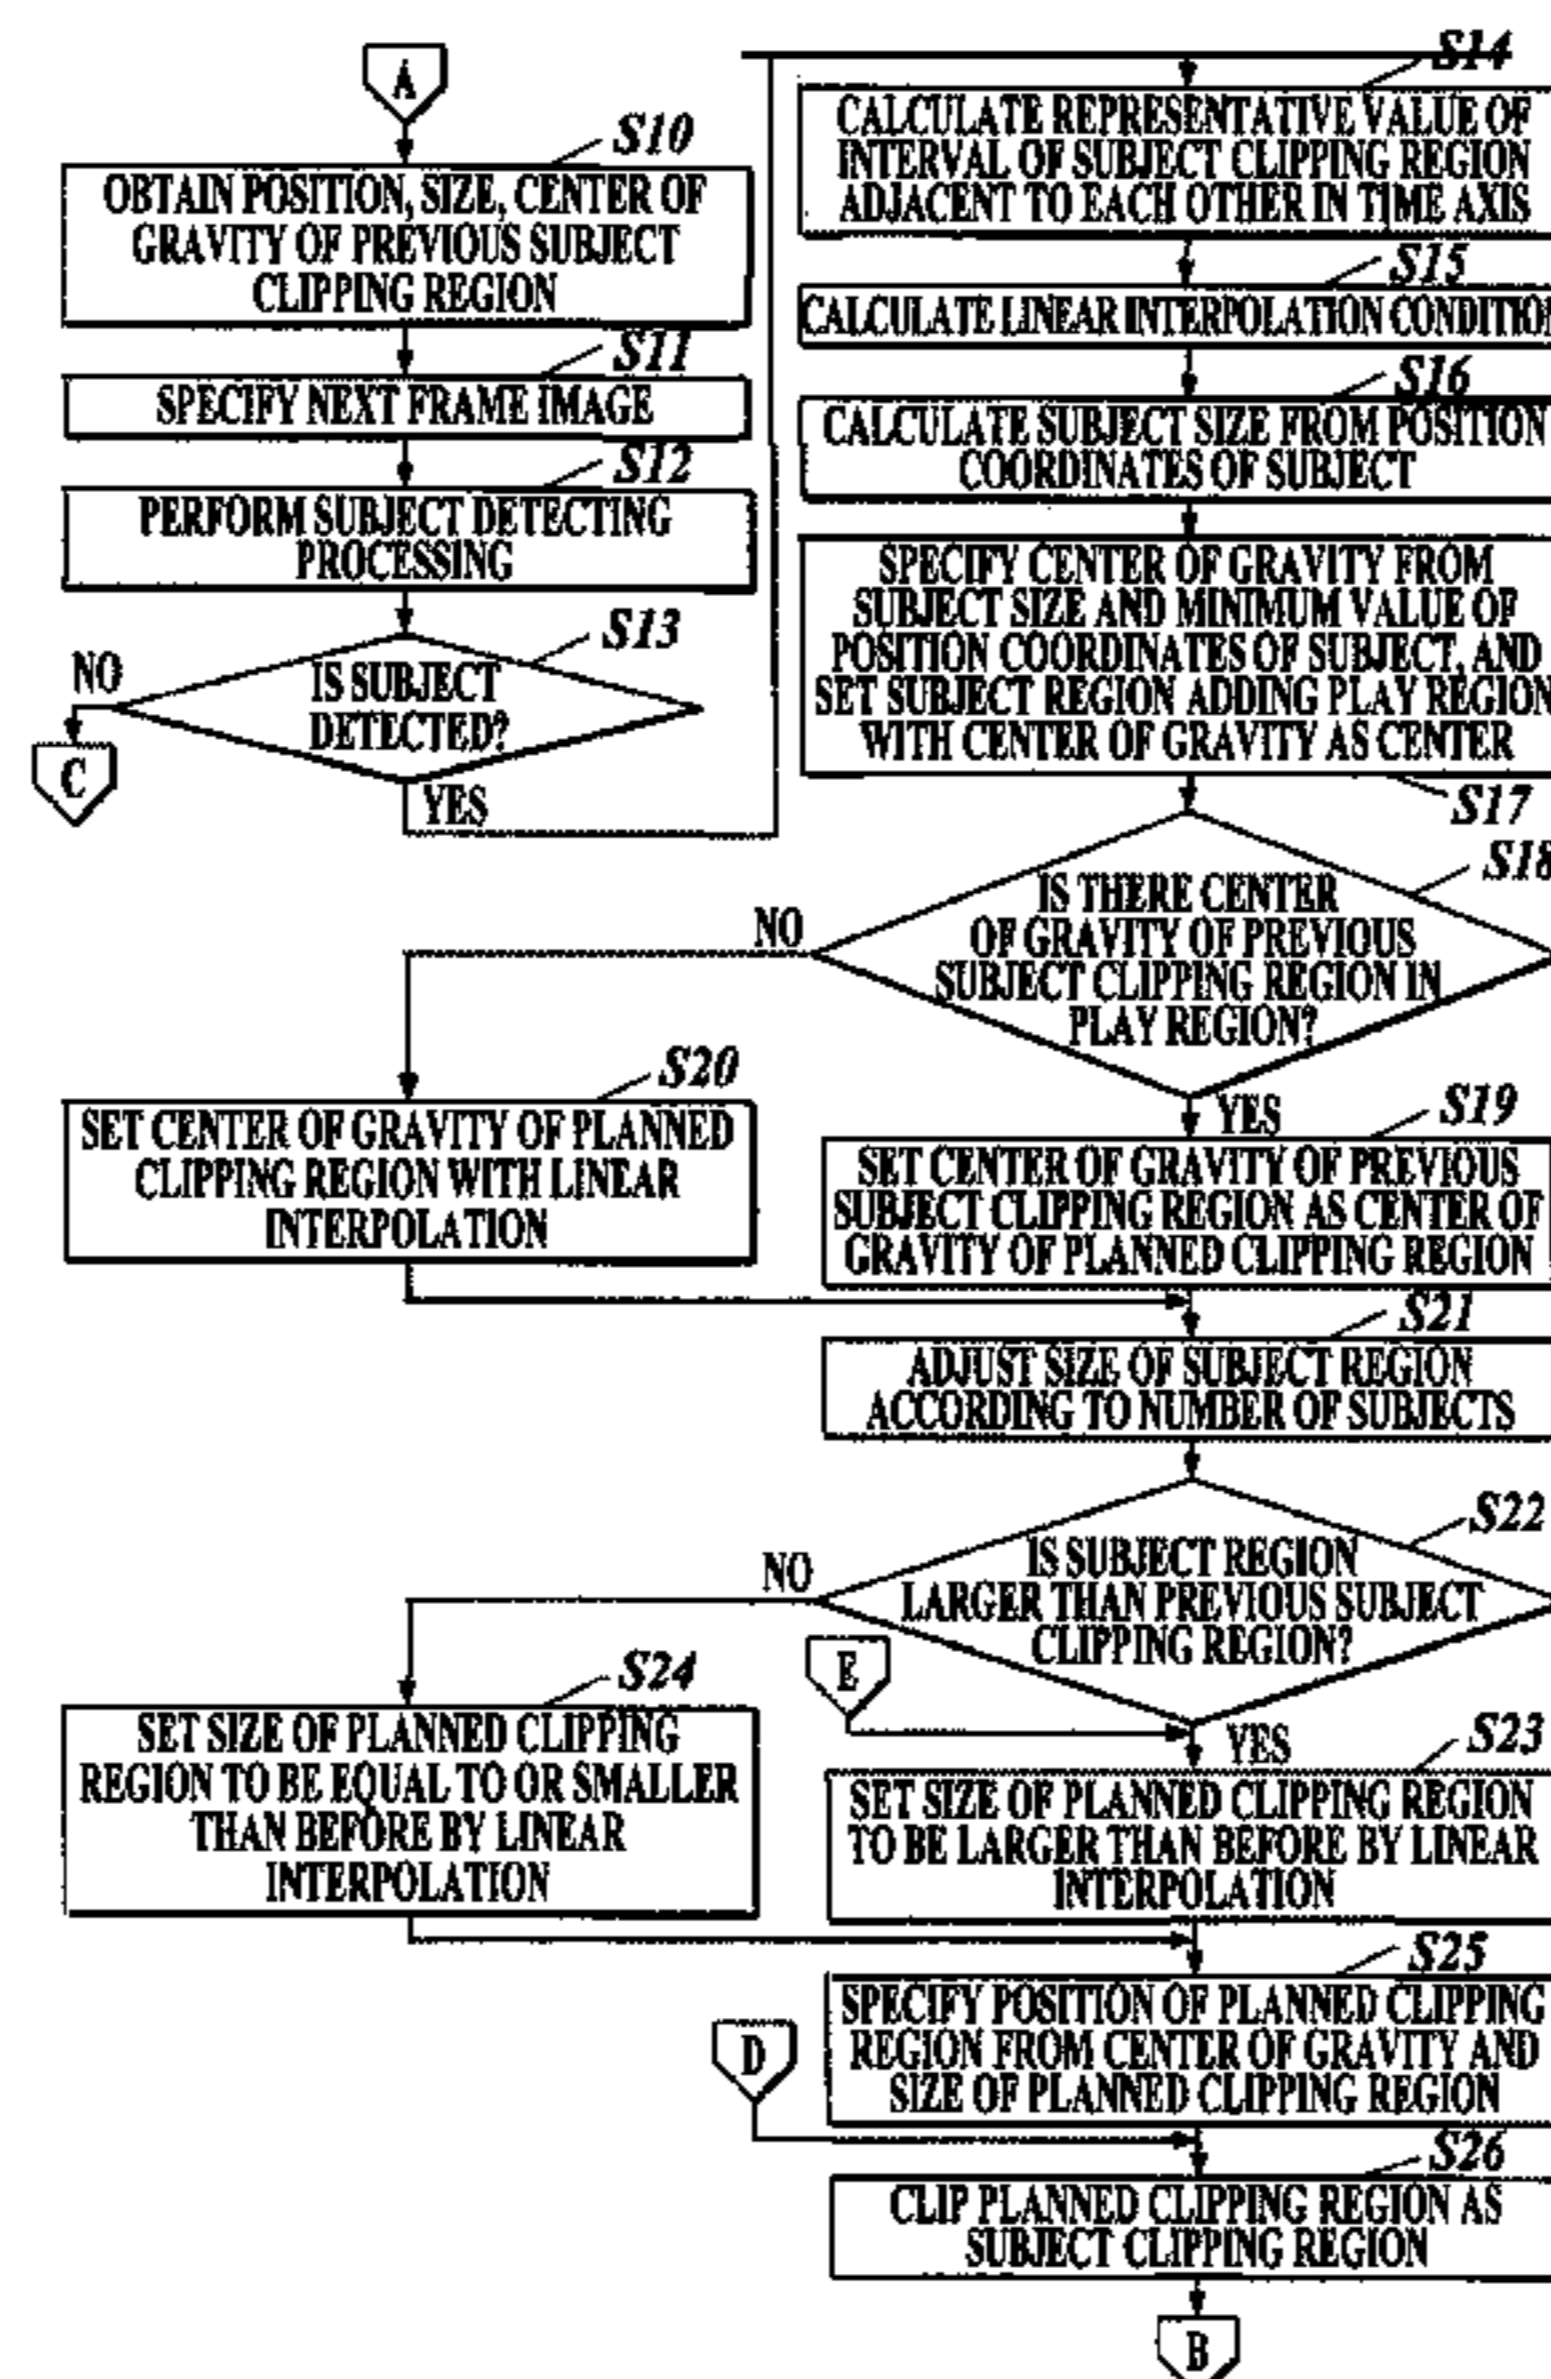 A
S10
OBTAIN POSITION, SIZE, CENTER OF
GRAVITY OF PREVIOUS SUBJECT
CLIPPING REGION
S11
SPECIFY NEXT FRAME IMAGE
S12
PERFORM SUBJECT DETECTING
PROCESSING
S13
IS SUBJECT
DETECTED?
NO
C
YES
S14
CALCULATE REPRESENTATIVE VALUE OF
INTERVAL OF SUBJECT CLIPPING REGION
ADJACENT TO EACH OTHER IN TIME AXIS
S15
CALCULATE LINEAR INTERPOLATION CONDITION
S16
CALCULATE SUBJECT SIZE FROM POSITION
COORDINATES OF SUBJECT
SPECIFY CENTER OF GRAVITY FROM
SUBJECT SIZE AND MINIMUM VALUE OF
POSITION COORDINATES OF SUBJECT, AND
SET SUBJECT REGION ADDING PLAY REGION
WITH CENTER OF GRAVITY AS CENTER
S17
S18
IS THERE CENTER
OF GRAVITY OF PREVIOUS
SUBJECT CLIPPING REGION IN
PLAY REGION?
NO
YES
S20
SET CENTER OF GRAVITY OF PLANNED
CLIPPING REGION WITH LINEAR
INTERPOLATION
S19
SET CENTER OF GRAVITY OF PREVIOUS
SUBJECT CLIPPING REGION AS CENTER OF
GRAVITY OF PLANNED CLIPPING REGION
S21
ADJUST SIZE OF SUBJECT REGION
ACCORDING TO NUMBER OF SUBJECTS
S22
IS SUBJECT REGION
LARGER THAN PREVIOUS SUBJECT
CLIPPING REGION?
NO
E
YES
S24
SET SIZE OF PLANNED CLIPPING
REGION TO BE EQUAL TO OR SMALLER
THAN BEFORE BY LINEAR
INTERPOLATION
S23
SET SIZE OF PLANNED CLIPPING REGION
TO BE LARGER THAN BEFORE BY LINEAR
INTERPOLATION
S25
SPECIFY POSITION OF PLANNED CLIPPING
REGION FROM CENTER OF GRAVITY AND
SIZE OF PLANNED CLIPPING REGION
D
S26
CLIP PLANNED CLIPPING REGION AS
SUBJECT CLIPPING REGION
B